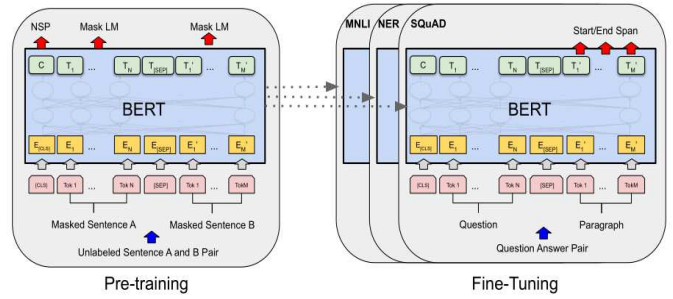 NSP Mask LM Mask LM
C T1 ... TN T[SEP] T1' ... TM'
BERT
E[CLS] E1 ... EN E[SEP] E1' ... EM'
[CLS] Tok 1 ... Tok N [SEP] Tok 1 ... TokM
Masked Sentence A Masked Sentence B
Unlabeled Sentence A and B Pair
Pre-training
MNLI NER SQuAD
Start/End Span
C T1 ... TN T[SEP] T1' ... TM'
BERT
E[CLS] E1 ... EN E[SEP] E1' ... EM'
[CLS] Tok 1 ... Tok N [SEP] Tok 1 ... TokM
Question Paragraph
Question Answer Pair
Fine-Tuning